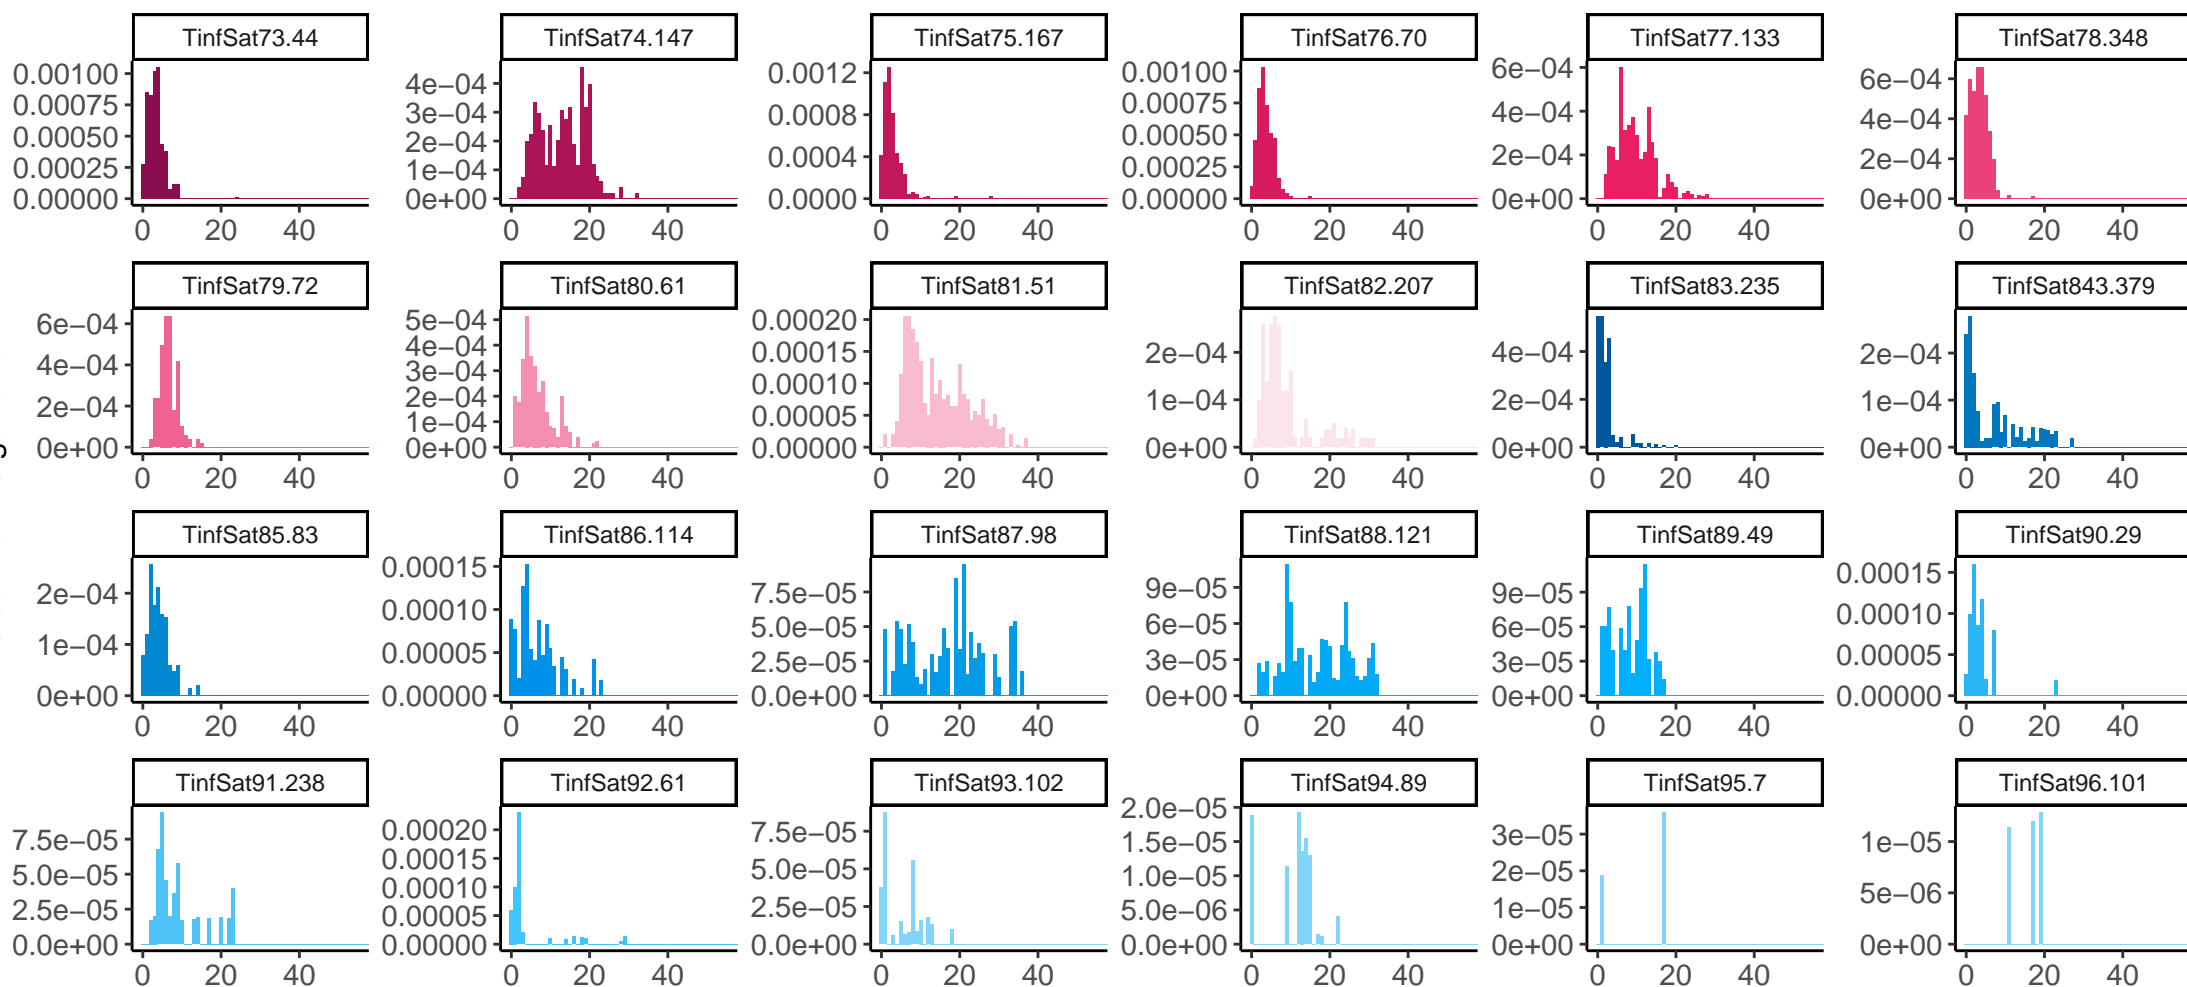 TinfSat73.44 TinfSat74.147 TinfSat75.167 TinfSat76.70 TinfSat77.133 TinfSat78.348
0.00100 0.00075 0.00050 0.00025 0.00000
4e−04 3e−04 2e−04 1e−04 0e+00
0.0012 0.0008 0.0004 0.0000
0.00100 0.00075 0.00050 0.00025 0.00000
6e−04 4e−04 2e−04 0e+00
6e−04 4e−04 2e−04 0e+00
0 20 40 0 20 40 0 20 40 0 20 40 0 20 40 0 20 40
TinfSat79.72 TinfSat80.61 TinfSat81.51 TinfSat82.207 TinfSat83.235 TinfSat843.379
6e−04 4e−04 2e−04 0e+00
5e−04 4e−04 3e−04 2e−04 1e−04 0e+00
0.00020 0.00015 0.00010 0.00005 0.00000
2e−04 1e−04 0e+00
4e−04 2e−04 0e+00
2e−04 1e−04 0e+00
0 20 40 0 20 40 0 20 40 0 20 40 0 20 40 0 20 40
TinfSat85.83 TinfSat86.114 TinfSat87.98 TinfSat88.121 TinfSat89.49 TinfSat90.29
2e−04 1e−04 0e+00
0.00015 0.00010 0.00005 0.00000
7.5e−05 5.0e−05 2.5e−05 0.0e+00
9e−05 6e−05 3e−05 0e+00
9e−05 6e−05 3e−05 0e+00
0.00015 0.00010 0.00005 0.00000
0 20 40 0 20 40 0 20 40 0 20 40 0 20 40 0 20 40
TinfSat91.238 TinfSat92.61 TinfSat93.102 TinfSat94.89 TinfSat95.7 TinfSat96.101
7.5e−05 5.0e−05 2.5e−05 0.0e+00
0.00020 0.00015 0.00010 0.00005 0.00000
7.5e−05 5.0e−05 2.5e−05 0.0e+00
2.0e−05 1.5e−05 1.0e−05 5.0e−06 0.0e+00
3e−05 2e−05 1e−05 0e+00
1e−05 5e−06 0e+00
0 20 40 0 20 40 0 20 40 0 20 40 0 20 40 0 20 40